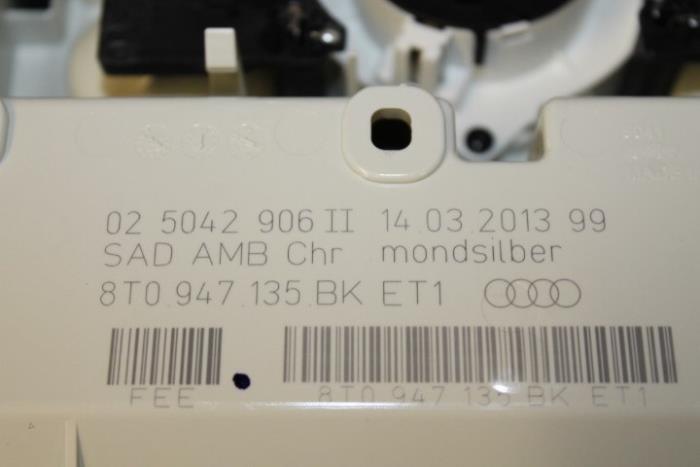 02 5042 906 II 14.03.2013 99
SAD AMB Chr mondsilber
8T0.947.135.BK ET1
FEE
8T0 947 135 BK ET1